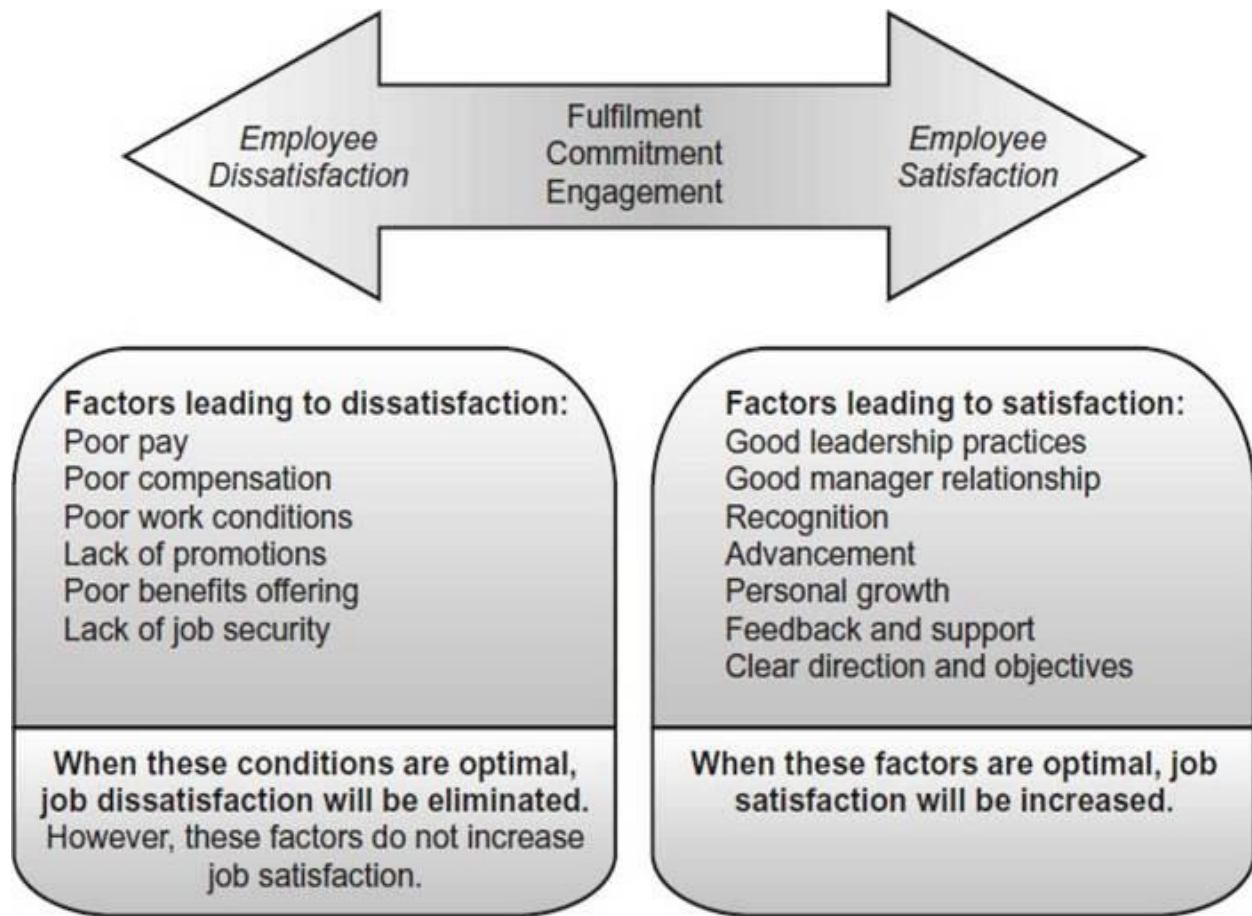 Employee
Dissatisfaction
Fulfilment
Commitment
Engagement
Employee
Satisfaction
Factors leading to dissatisfaction:
Poor pay
Poor compensation
Poor work conditions
Lack of promotions
Poor benefits offering
Lack of job security
When these conditions are optimal,
job dissatisfaction will be eliminated.
However, these factors do not increase
job satisfaction.
Factors leading to satisfaction:
Good leadership practices
Good manager relationship
Recognition
Advancement
Personal growth
Feedback and support
Clear direction and objectives
When these factors are optimal, job
satisfaction will be increased.